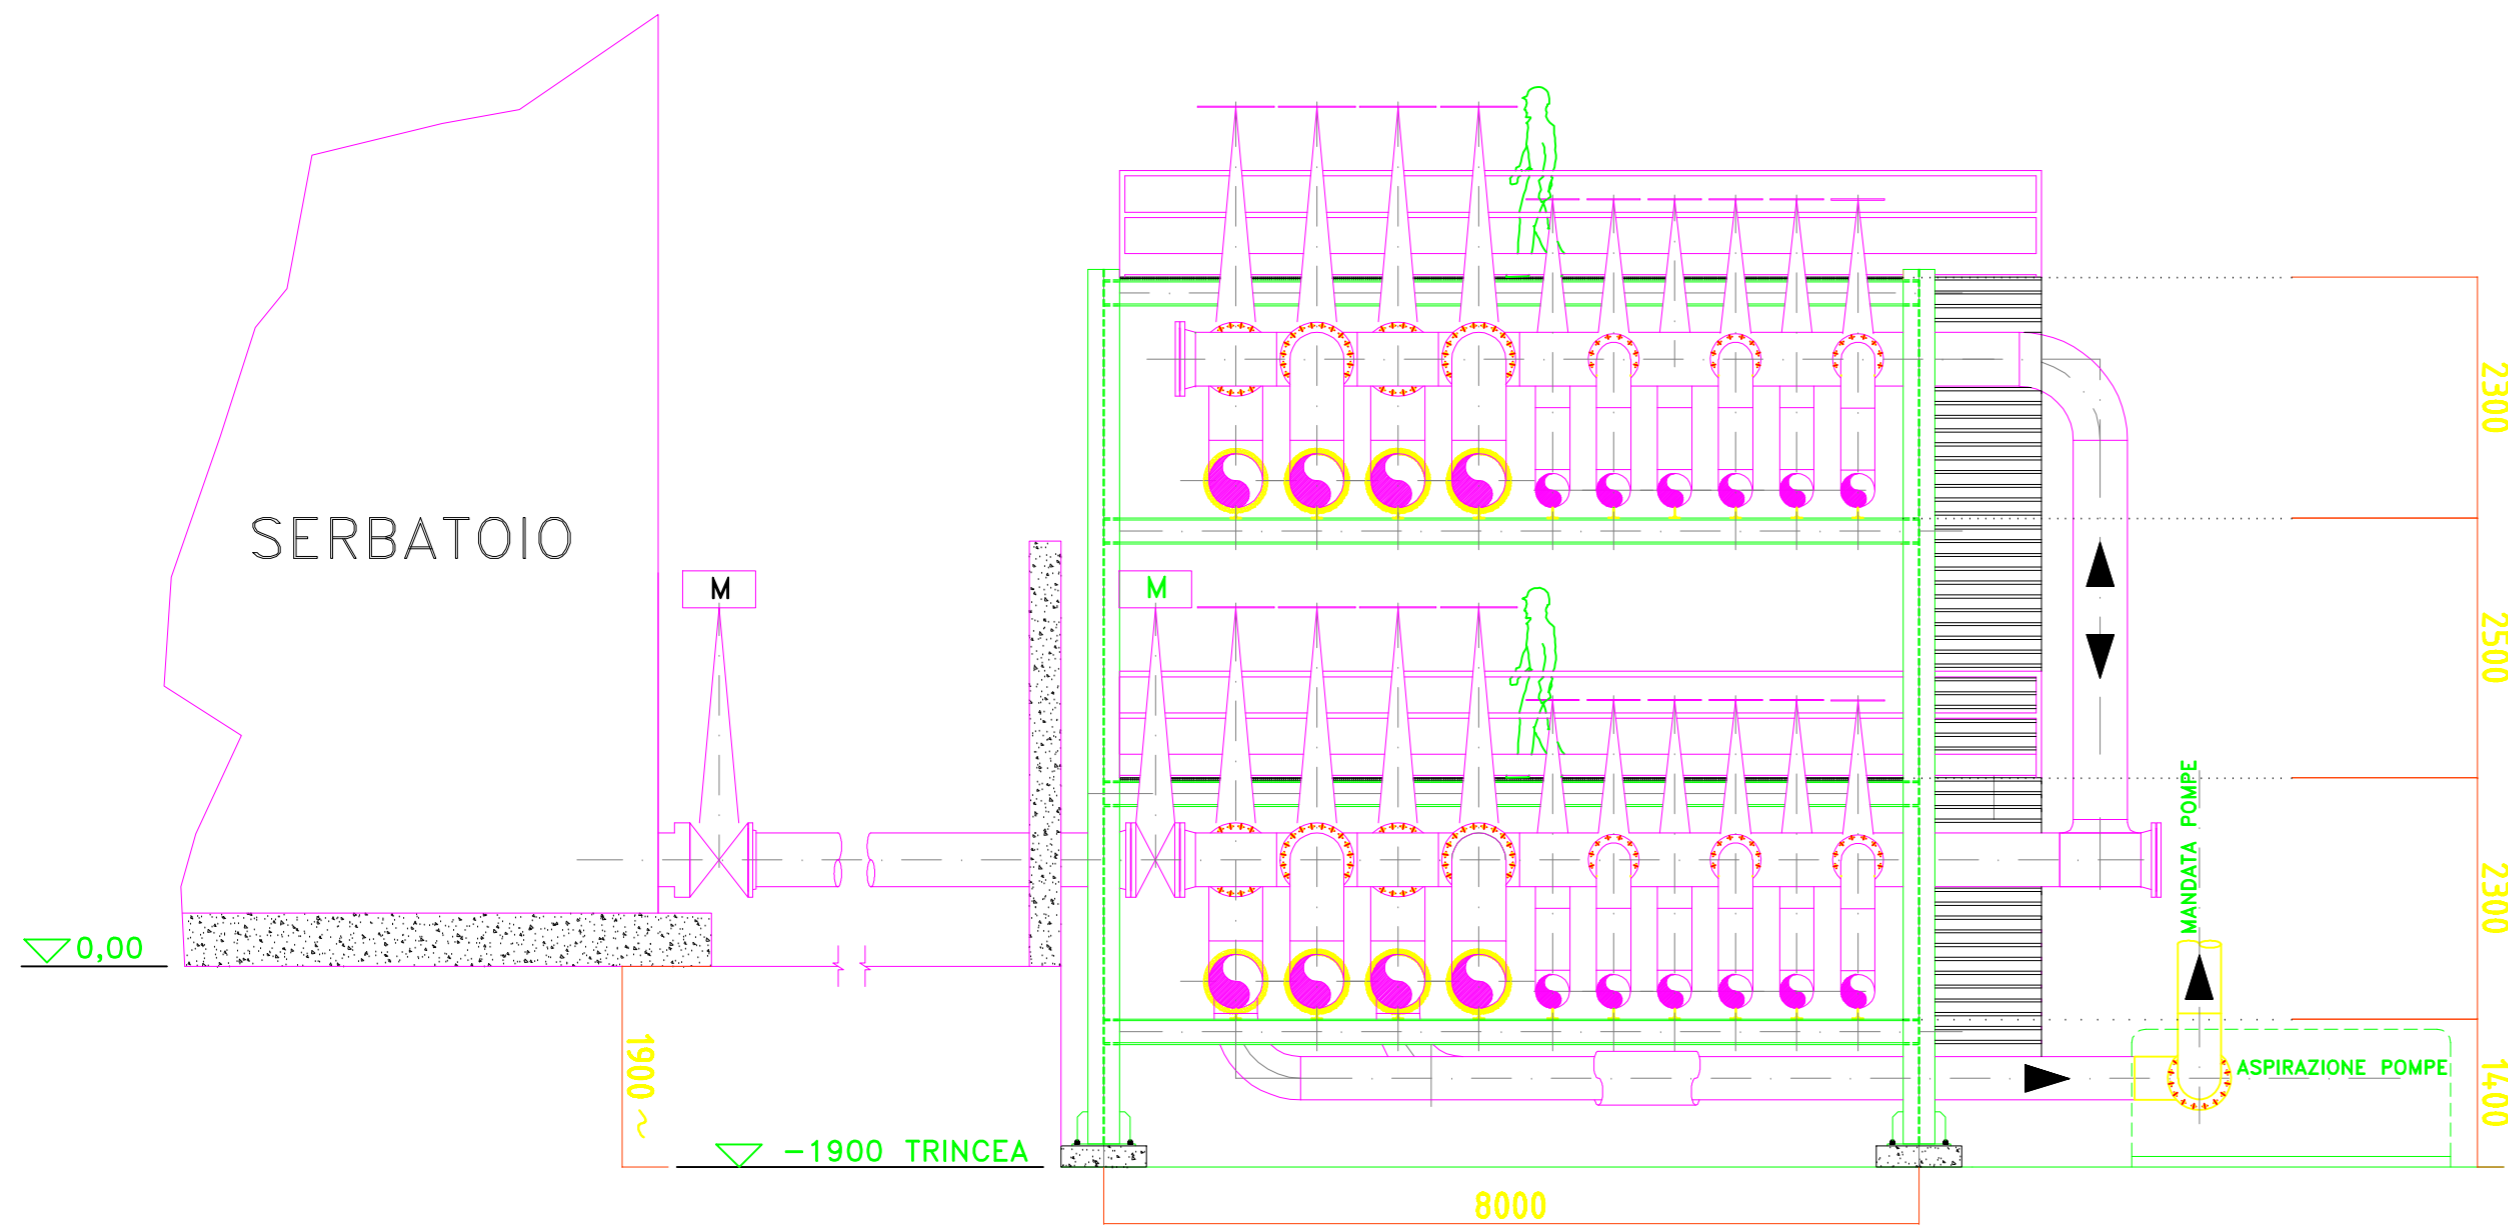 2300
SERBATOIO
M
M
2500
MANDATA POMPE
2300
0,00
1900 ~
ASPIRAZIONE POMPE
1400
-1900 TRINCEA
8000